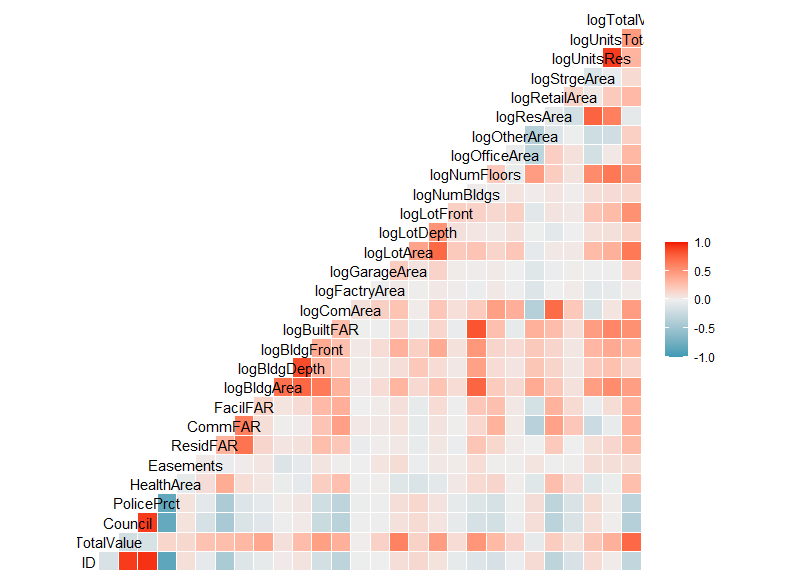 logTotalV
logUnitsTot
logUnitsRes
logStrgeArea
logRetailArea
logResArea
logOtherArea
logOfficeArea
logNumFloors
logNumBldgs
logLotFront
logLotDepth
logLotArea
logGarageArea
logFactryArea
logComArea
logBuiltFAR
logBldgFront
logBldgDepth
logBldgArea
FacilFAR
CommFAR
ResidFAR
Easements
HealthArea
PolicePrct
Council
TotalValue
ID
1.0
0.5
0.0
-0.5
-1.0